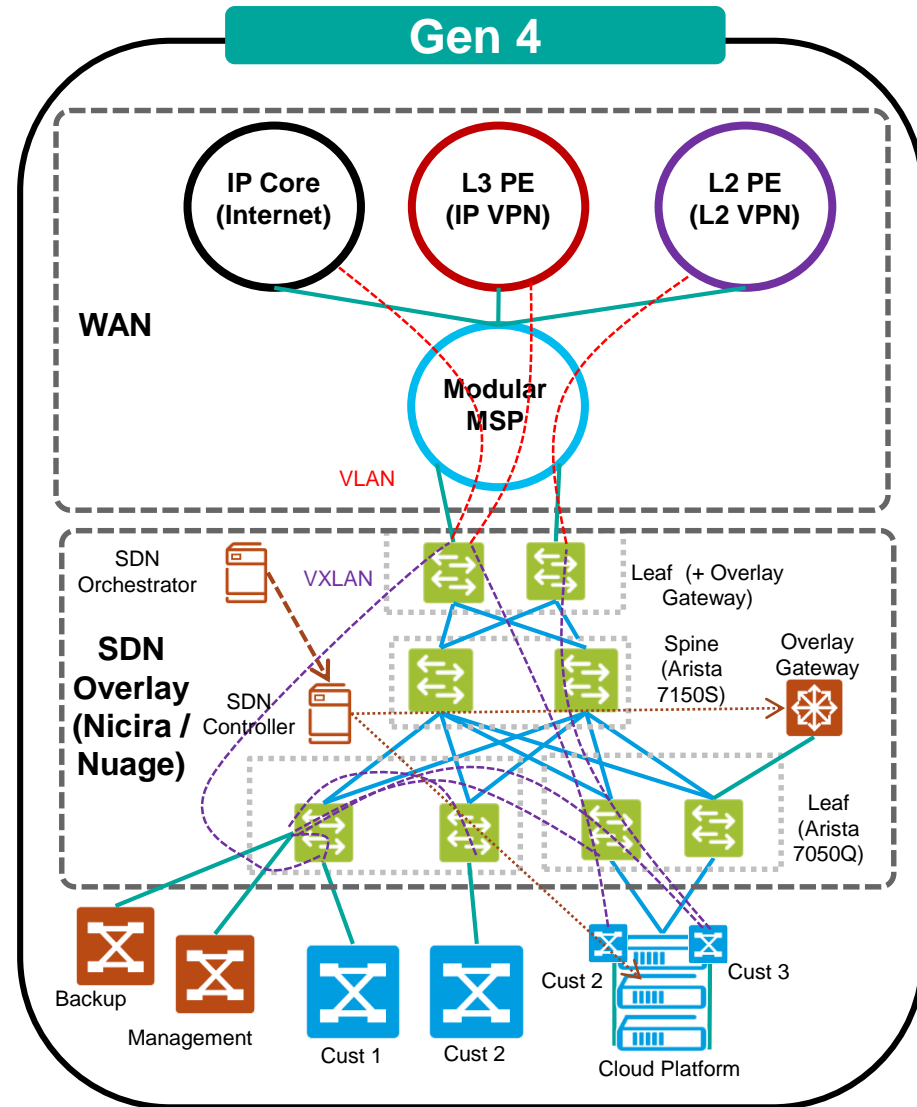 Gen 4
IP Core
(Internet)
L3 PE
(IP VPN)
L2 PE
(L2 VPN)
WAN
Modular
MSP
VLAN
SDN
Orchestrator
VXLAN
Leaf (+ Overlay
Gateway)
SDN
Overlay
(Nicira /
Nuage)
SDN
Controller
Spine
(Arista
7150S)
Overlay
Gateway
Leaf
(Arista
7050Q)
Backup
Management
Cust 1
Cust 2
Cust 2
Cust 3
Cloud Platform